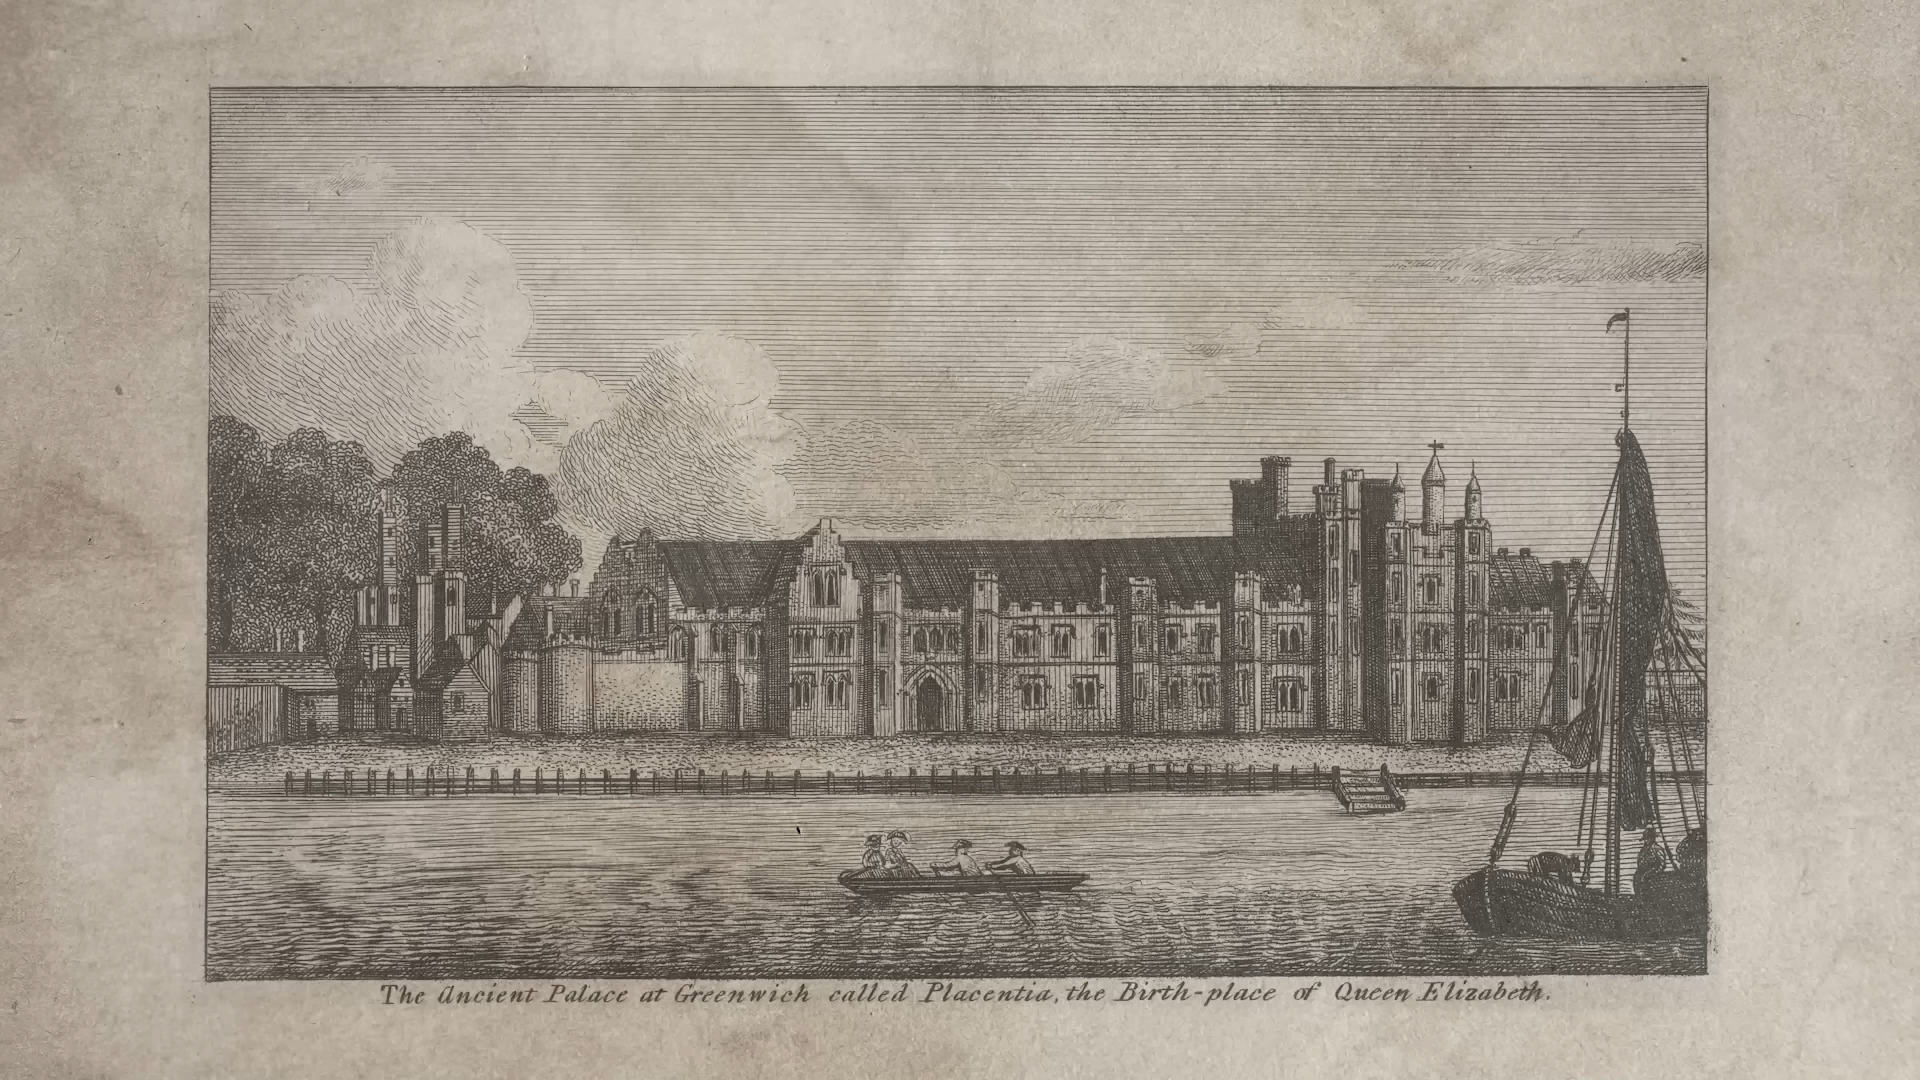 The Ancient Palace at Greenwich called Placentia, the Birth-place of Queen Elizabeth.